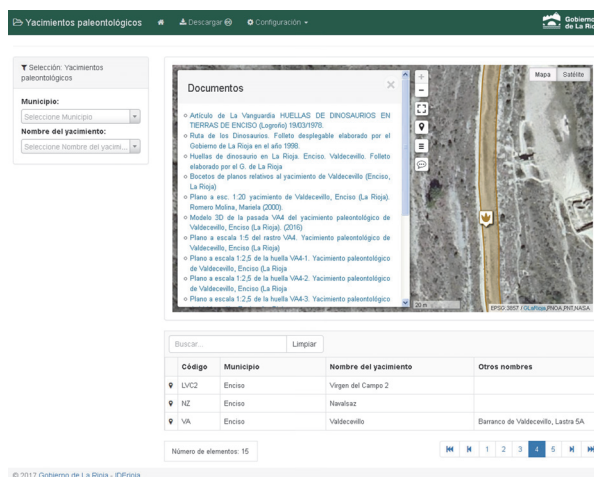 Yacimientos paleontológicos
Descargar
Configuración
Gobierno
de La Rio
Selección: Yacimientos
paleontológicos
Municipio:
Seleccione Municipio
Nombre del yacimiento:
Seleccione Nombre del yacimi...
Documentos
Artículo de La Vanguardia HUELLAS DE DINOSAURIOS EN
TIERRAS DE ENCISO (Logroño) 19/03/1978.
Ruta de los Dinosaurios. Folleto desplegable elaborado por el
Gobierno de La Rioja en el año 1998.
Huellas de dinosaurio en La Rioja. Enciso. Valdecevillo. Folleto
elaborado por el G. de La Rioja
Bocetos de planos relativos al yacimiento de Valdecevillo (Enciso,
La Rioja)
Plano a esc. 1:20 yacimiento de Valdecevillo, Enciso (La Rioja).
Romero Molina, Mariela (2000).
Modelo 3D de la pasada VA4 del yacimiento paleontológico de
Valdecevillo, Enciso (La Rioja). (2016)
Plano a escala 1:5 del rastro VA4. Yacimiento paleontológico de
Valdecevillo, Enciso (La Rioja)
Plano a escala 1:2,5 de la huella VA4-1. Yacimiento paleontológico
de Valdecevillo, Enciso (La Rioja
Plano a escala 1:2,5 de la huella VA4-2. Yacimiento paleontológico
de Valdecevillo, Enciso (La Rioja
Plano a escala 1:2,5 de la huella VA4-3. Yacimiento paleontológico
Mapa Satélite
20 m
EPSG:3857 / ©LaRioja,PNOA,PNT,NASA
Buscar... Limpiar
Código Municipio Nombre del yacimiento Otros nombres
LVC2 Enciso Virgen del Campo 2
NZ Enciso Navalsaz
VA Enciso Valdecevillo Barranco de Valdecevillo, Lastra 5A
Número de elementos: 15
1 2 3 4 5
© 2017 Gobierno de La Rioja - IDErioja